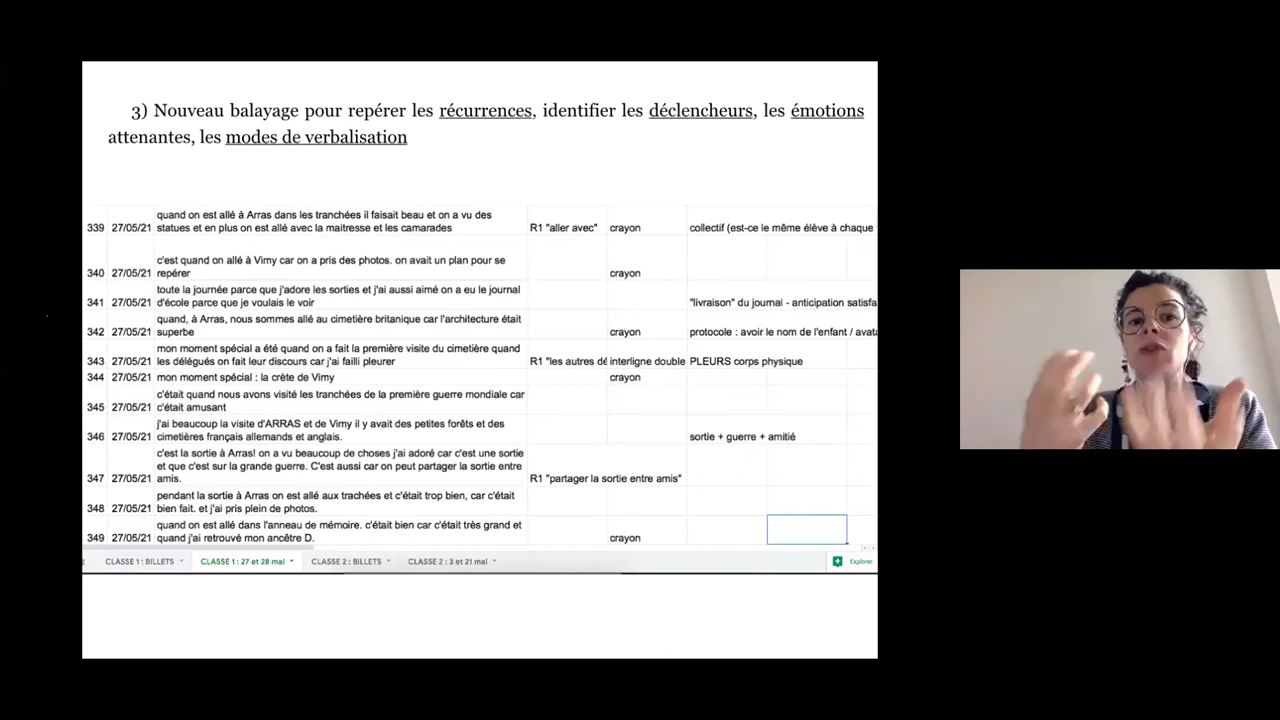 3) Nouveau balayage pour repérer les récurrences, identifier les déclencheurs, les émotions
attenantes, les modes de verbalisation
quand on est allé à Arras dans les tranchées il faisait beau et on a vu des
339 27/05/21 statues et en plus on est allé avec la maitresse et les camarades R1 "aller avec" crayon collectif (est-ce le même élève à chaque
c'est quand on allé à Vimy car on a pris des photos. on avait un plan pour se
340 27/05/21 repérer crayon
toute la journée parce que j'adore les sorties et j'ai aussi aimé on a eu le journal
341 27/05/21 d'école parce que je voulais le voir "livraison" du journal - anticipation satisfa
quand, à Arras, nous sommes allé au cimetière britanique car l'architecture était
342 27/05/21 superbe crayon protocole : avoir le nom de l'enfant / avata
mon moment spécial a été quand on a fait la première visite du cimetière quand
343 27/05/21 les délégués on fait leur discours car j'ai failli pleurer R1 "les autres dé interligne double PLEURS corps physique
344 27/05/21 mon moment spécial : la crète de Vimy crayon
c'était quand nous avons visité les tranchées de la première guerre mondiale car
345 27/05/21 c'était amusant
j'ai beaucoup la visite d'ARRAS et de Vimy il y avait des petites forêts et des
346 27/05/21 cimetières français allemands et anglais. sortie + guerre + amitié
c'est la sortie à Arras! on a vu beaucoup de choses j'ai adoré car c'est une sortie
et que c'est sur la grande guerre. C'est aussi car on peut partager la sortie entre
347 27/05/21 amis. R1 "partager la sortie entre amis"
pendant la sortie à Arras on est allé aux trachées et c'était trop bien, car c'était
348 27/05/21 bien fait. et j'ai pris plein de photos.
quand on est allé dans l'anneau de mémoire. c'était bien car c'était très grand et
349 27/05/21 quand j'ai retrouvé mon ancêtre D. crayon
CLASSE 1 : BILLETS CLASSE 1 : 27 et 28 mai CLASSE 2 : BILLETS CLASSE 2 : 3 et 21 mai Explorer